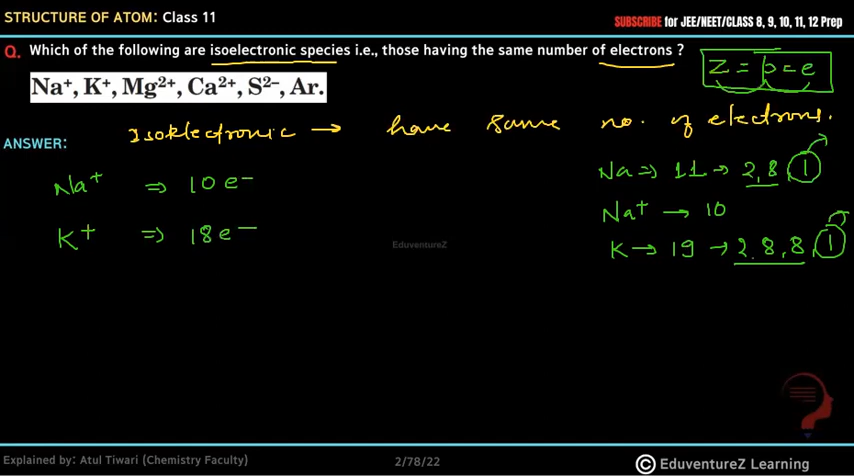 STRUCTURE OF ATOM: Class 11
SUBSCRIBE for JEE/NEET/CLASS 8, 9, 10, 11, 12 Prep
Q. Which of the following are isoelectronic species i.e., those having the same number of electrons ?
Z = p = e
Na⁺, K⁺, Mg²⁺, Ca²⁺, S²⁻, Ar.
Isoelectronic → have same no. of electrons.
ANSWER:
Na⁺ ⇒ 10 e⁻
K⁺ ⇒ 18 e⁻
Na ⇒ 11 → 2, 8, 1
Na⁺ → 10
K → 19 → 2, 8, 8, 1
EduventureZ
Explained by: Atul Tiwari (Chemistry Faculty)
2/78/22
© EduventureZ Learning